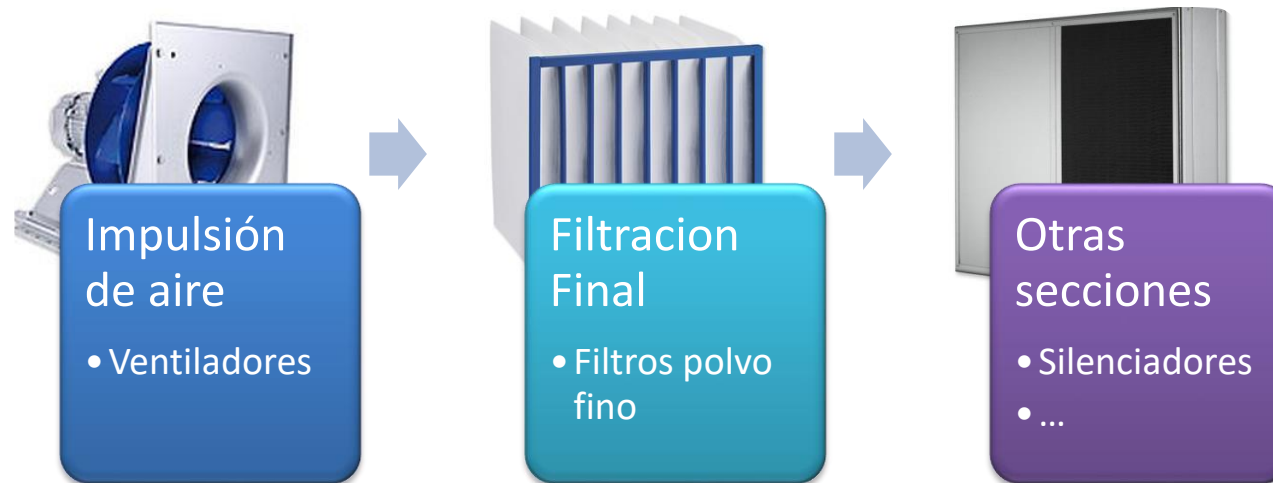 Impulsión
de aire
• Ventiladores
Filtracion
Final
• Filtros polvo
fino
Otras
secciones
• Silenciadores
• ...